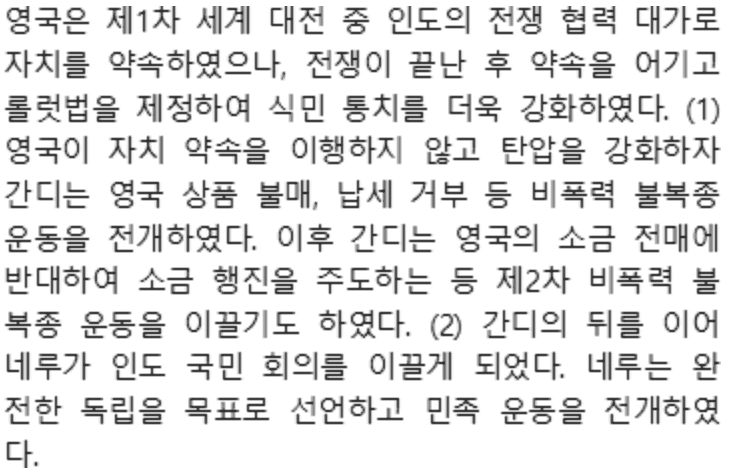 영국은 제1차 세계 대전 중 인도의 전쟁 협력 대가로
자치를 약속하였으나, 전쟁이 끝난 후 약속을 어기고
롤럿법을 제정하여 식민 통치를 더욱 강화하였다. (1)
영국이 자치 약속을 이행하지 않고 탄압을 강화하자
간디는 영국 상품 불매, 납세 거부 등 비폭력 불복종
운동을 전개하였다. 이후 간디는 영국의 소금 전매에
반대하여 소금 행진을 주도하는 등 제2차 비폭력 불
복종 운동을 이끌기도 하였다. (2) 간디의 뒤를 이어
네루가 인도 국민 회의를 이끌게 되었다. 네루는 완
전한 독립을 목표로 선언하고 민족 운동을 전개하였
다.